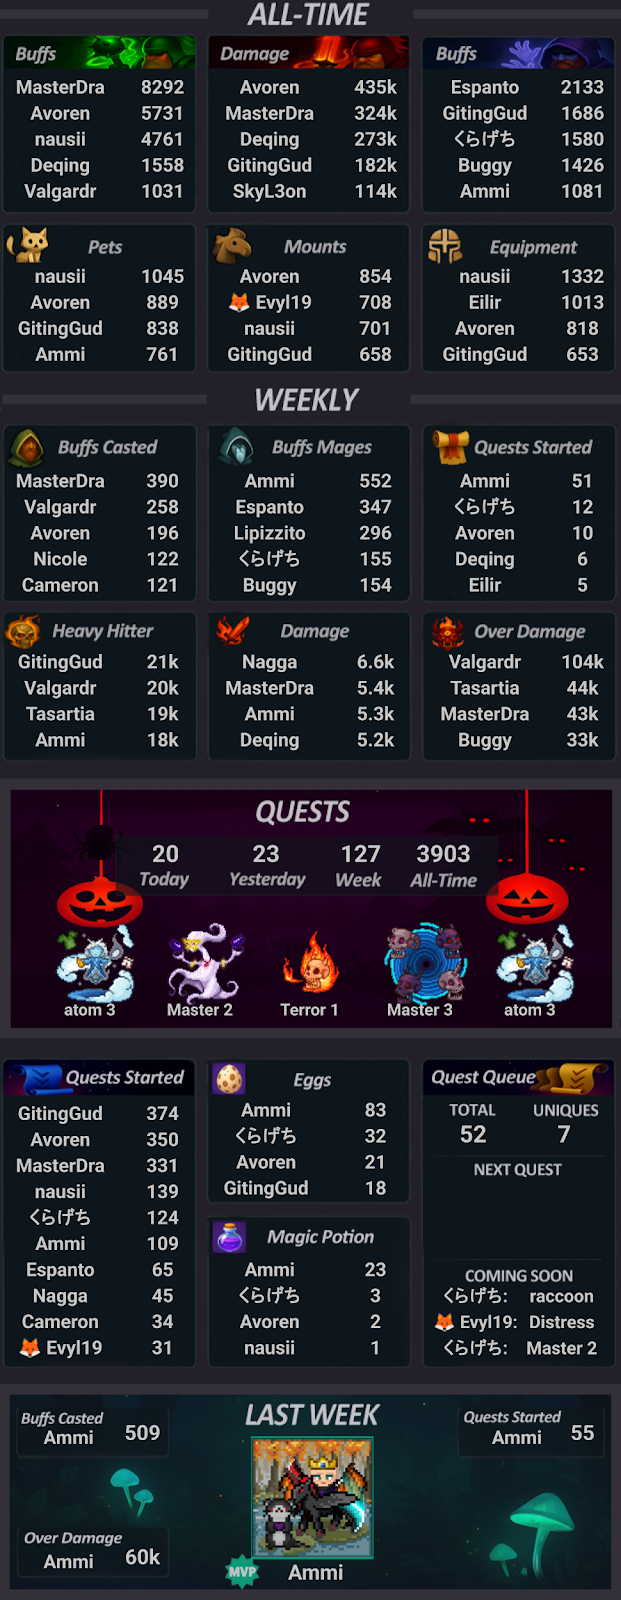 ALL-TIME
Buffs
MasterDra 8292
Avoren 5731
nausii 4761
Deqing 1558
Valgardr 1031
Damage
Avoren 435k
MasterDra 324k
Deqing 273k
GitingGud 182k
SkyL3on 114k
Buffs
Espanto 2133
GitingGud 1686
くらげち 1580
Buggy 1426
Ammi 1081
Pets
nausii 1045
Avoren 889
GitingGud 838
Ammi 761
Mounts
Avoren 854
🦊 Evyl19 708
nausii 701
GitingGud 658
Equipment
nausii 1332
Eilir 1013
Avoren 818
GitingGud 653
WEEKLY
Buffs Casted
MasterDra 390
Valgardr 258
Avoren 196
Nicole 122
Cameron 121
Buffs Mages
Ammi 552
Espanto 347
Lipizzito 296
くらげち 155
Buggy 154
Quests Started
Ammi 51
くらげち 12
Avoren 10
Deqing 6
Eilir 5
Heavy Hitter
GitingGud 21k
Valgardr 20k
Tasartia 19k
Ammi 18k
Damage
Nagga 6.6k
MasterDra 5.4k
Ammi 5.3k
Deqing 5.2k
Over Damage
Valgardr 104k
Tasartia 44k
MasterDra 43k
Buggy 33k
QUESTS
20 23 127 3903
Today Yesterday Week All-Time
atom 3 Master 2 Terror 1 Master 3 atom 3
Quests Started
GitingGud 374
Avoren 350
MasterDra 331
nausii 139
くらげち 124
Ammi 109
Espanto 65
Nagga 45
Cameron 34
🦊 Evyl19 31
Eggs
Ammi 83
くらげち 32
Avoren 21
GitingGud 18
Magic Potion
Ammi 23
くらげち 3
Avoren 2
nausii 1
Quest Queue
TOTAL UNIQUES
52 7
NEXT QUEST
COMING SOON
くらげち: raccoon
🦊 Evyl19: Distress
くらげち: Master 2
LAST WEEK
Buffs Casted
Ammi 509
Quests Started
Ammi 55
Over Damage
Ammi 60k
MVP
Ammi